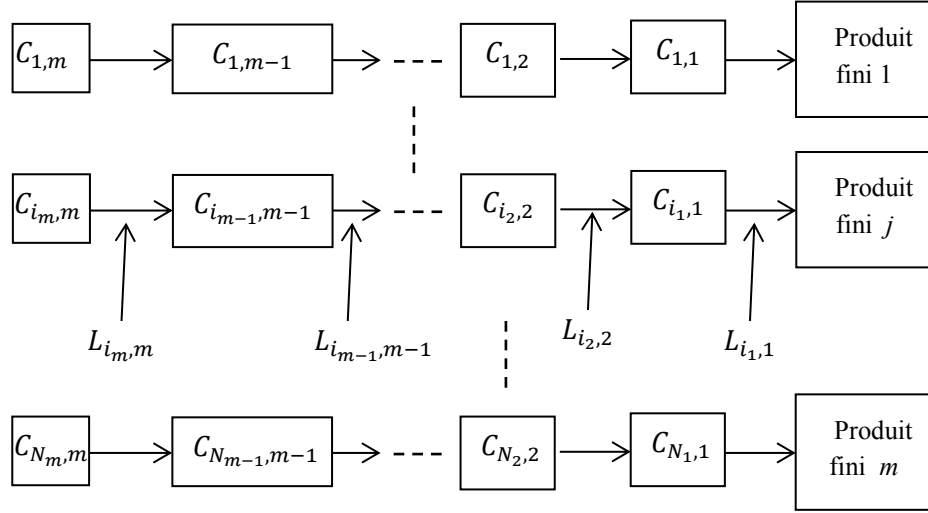 C_{1,m} C_{1,m−1} C_{1,2} C_{1,1} Produit fini 1
C_{i_m,m} C_{i_{m−1},m−1} C_{i_2,2} C_{i_1,1} Produit fini j
L_{i_m,m} L_{i_{m−1},m−1} L_{i_2,2} L_{i_1,1}
C_{N_m,m} C_{N_{m−1},m−1} C_{N_2,2} C_{N_1,1} Produit fini m